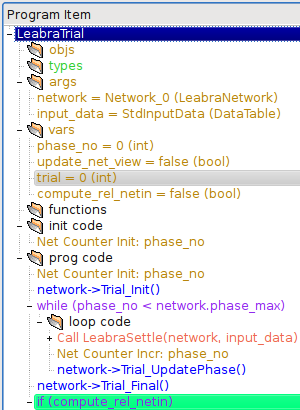 Program Item
LeabraTrial
objs
types
args
network = Network_0 (LeabraNetwork)
input_data = StdInputData (DataTable)
vars
phase_no = 0 (int)
update_net_view = false (bool)
trial = 0 (int)
compute_rel_netin = false (bool)
functions
init code
Net Counter Init: phase_no
prog code
Net Counter Init: phase_no
network->Trial_Init()
while (phase_no < network.phase_max)
loop code
Call LeabraSettle(network, input_data)
Net Counter Incr: phase_no
network->Trial_UpdatePhase()
network->Trial_Final()
if (compute_rel_netin)